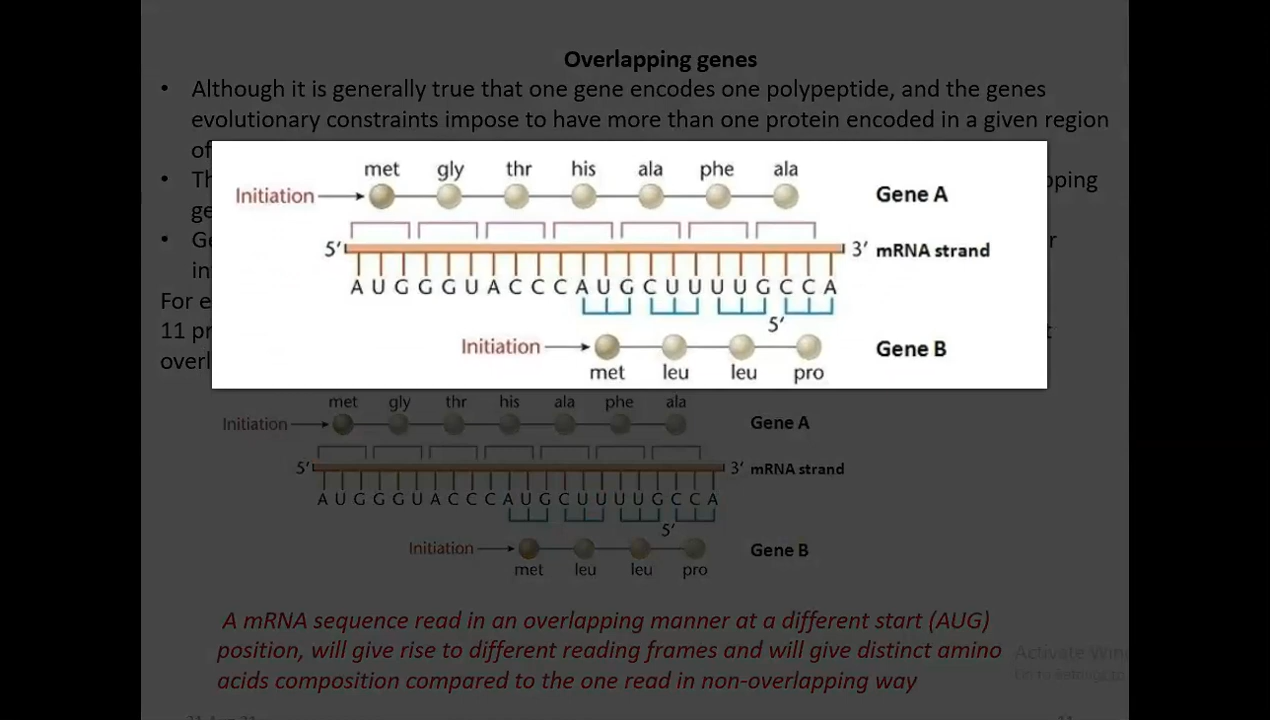 Overlapping genes
• Although it is generally true that one gene encodes one polypeptide, and the genes
evolutionary constraints impose to have more than one protein encoded in a given region
of
met gly thr his ala phe ala
Initiation Gene A
5′ 3′ mRNA strand
A U G G G U A C C C A U G C U U U U G C C A
5′
Initiation Gene B
met leu leu pro
• Th pping
ge
• Ge r
in
For e
11 pr t
overl
met gly thr his ala phe ala
Initiation Gene A
5′ 3′ mRNA strand
A U G G G U A C C C A U G C U U U U G C C A
5′
Initiation Gene B
met leu leu pro
A mRNA sequence read in an overlapping manner at a different start (AUG)
position, will give rise to different reading frames and will give distinct amino
acids composition compared to the one read in non-overlapping way
Activate Win